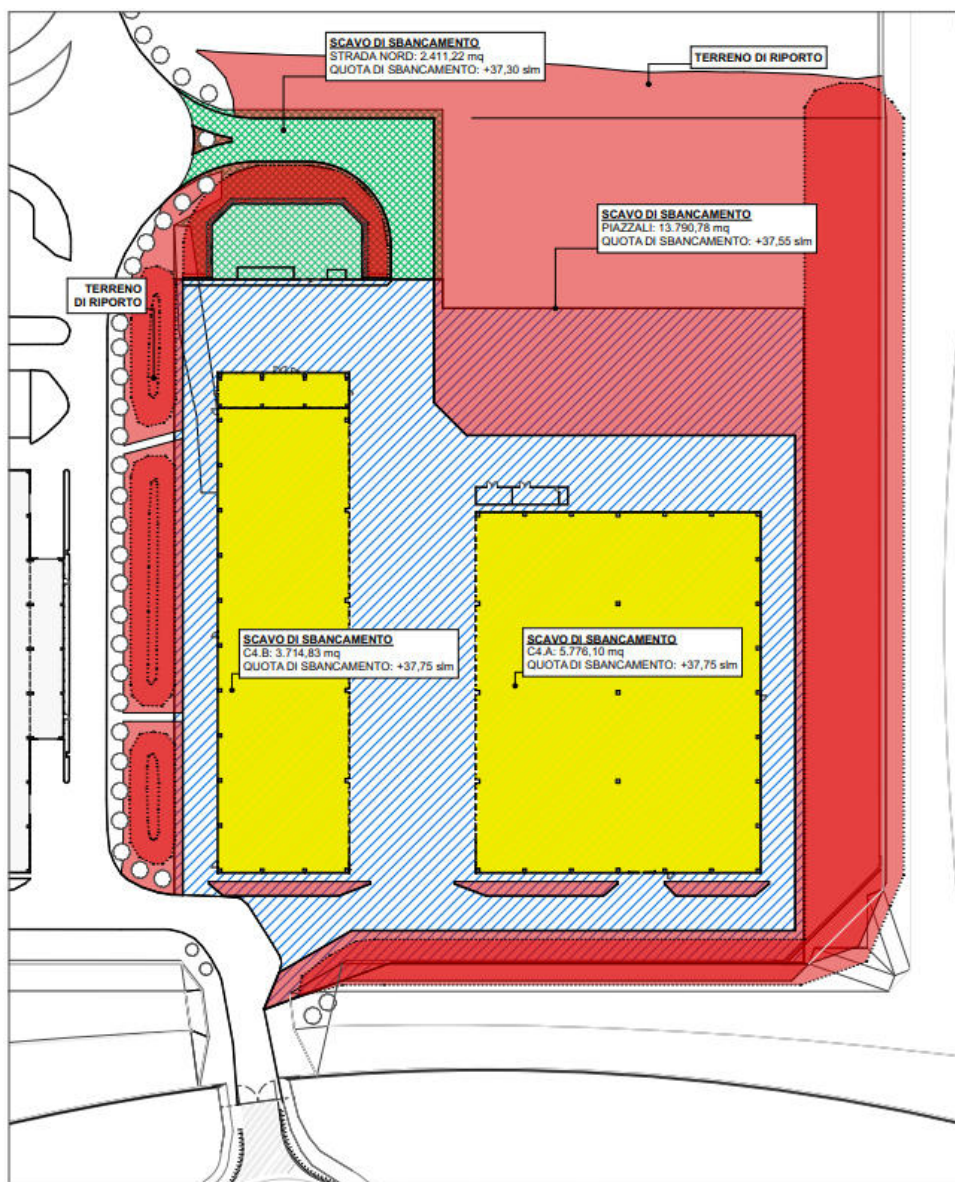 SCAVO DI SBANCAMENTO
STRADA NORD: 2.411,22 mq
QUOTA DI SBANCAMENTO: +37,30 slm
TERRENO DI RIPORTO
SCAVO DI SBANCAMENTO
PIAZZALI: 13.790,78 mq
QUOTA DI SBANCAMENTO: +37,55 slm
TERRENO
DI RIPORTO
SCAVO DI SBANCAMENTO
C4.B: 3.714,83 mq
QUOTA DI SBANCAMENTO: +37,75 slm
SCAVO DI SBANCAMENTO
C4.A: 5.776,10 mq
QUOTA DI SBANCAMENTO: +37,75 slm